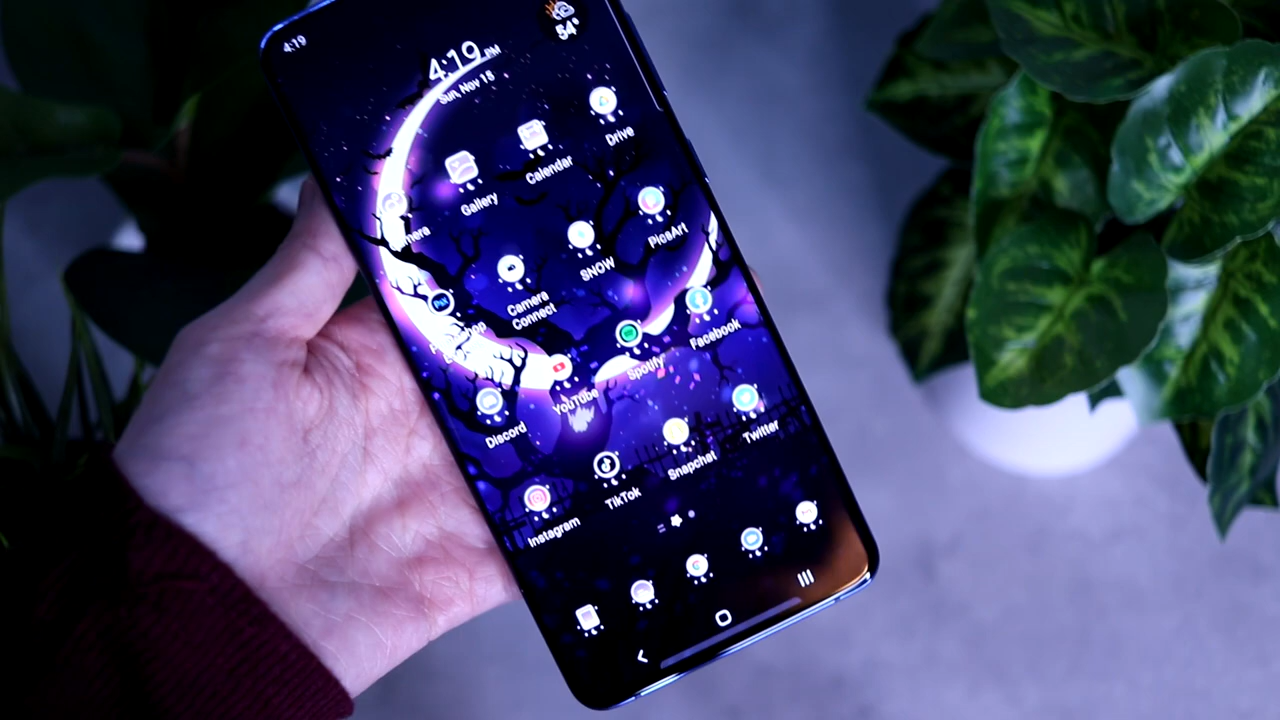 4:19
54°
4:19 PM
Sun, Nov 15
Gallery
Calendar
Drive
Camera
Connect
SNOW
PicsArt
YouTube
Spotify
Facebook
Discord
Instagram
TikTok
Snapchat
Twitter